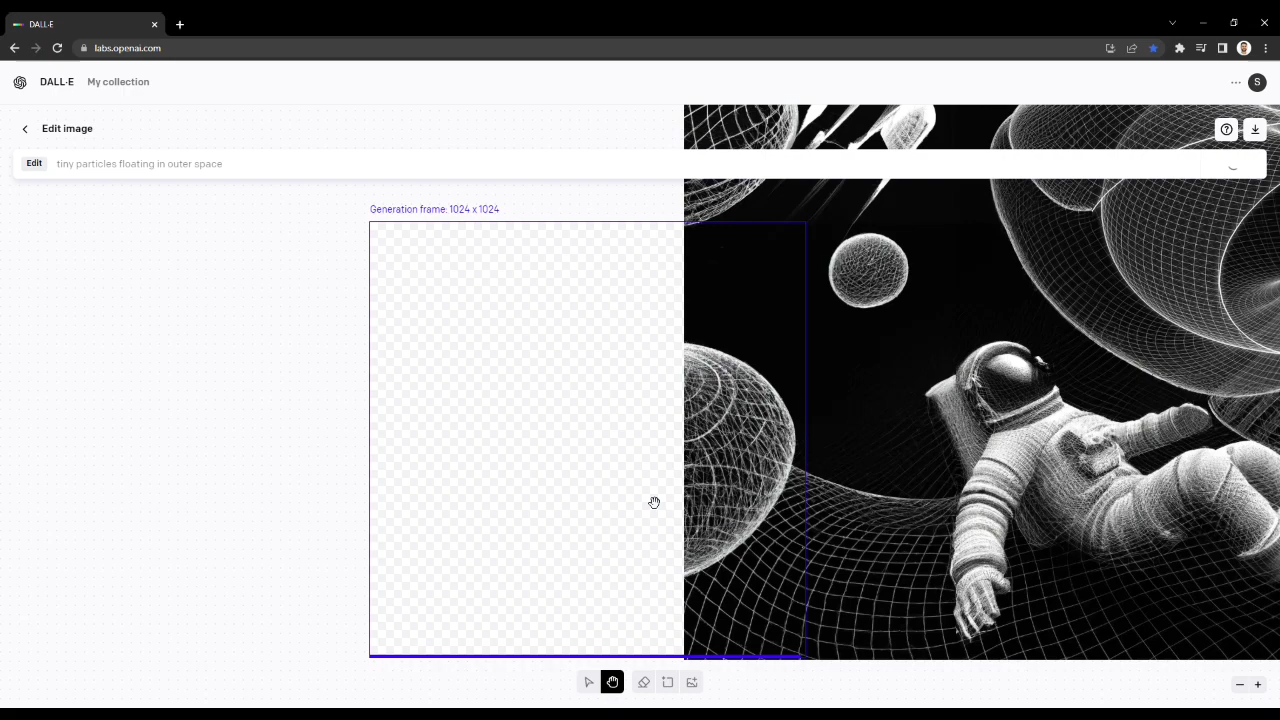 DALL·E
labs.openai.com
DALL·E
My collection
S
Edit image
Edit
tiny particles floating in outer space
Generation frame: 1024 x 1024